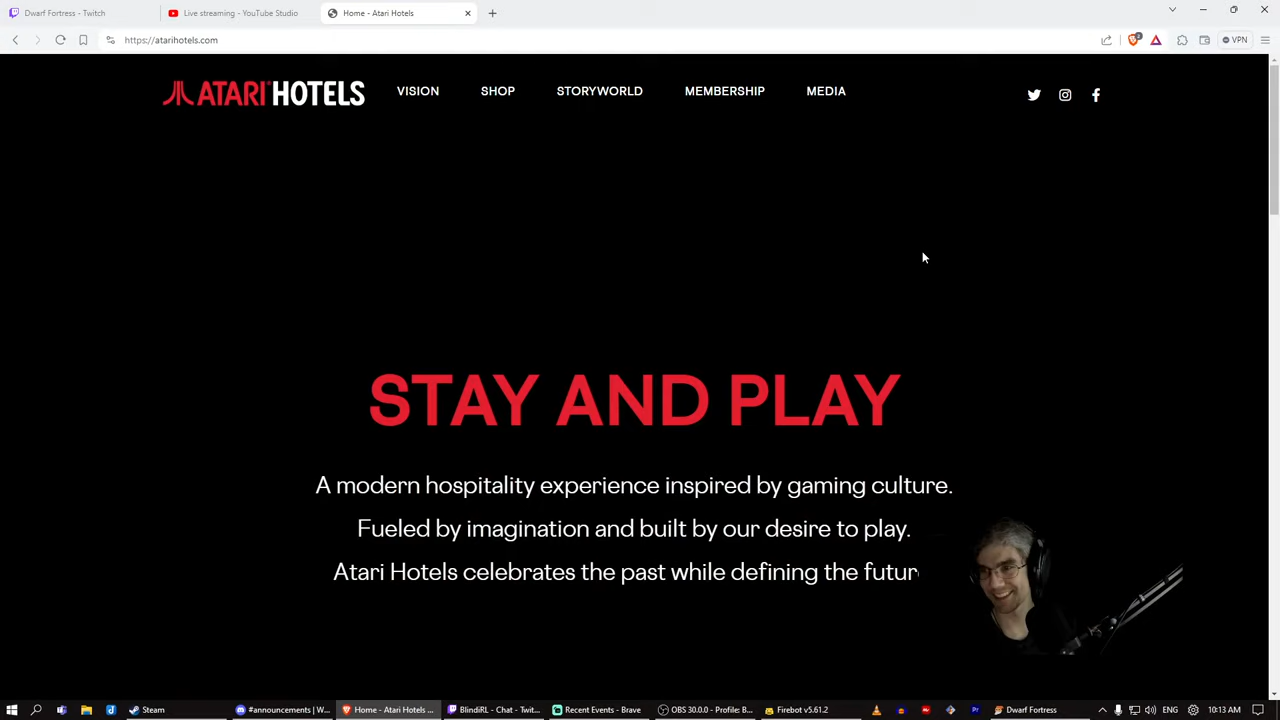 Dwarf Fortress - Twitch
Live streaming - YouTube Studio
Home - Atari Hotels
https://atarihotels.com
2
VPN
ATARI HOTELS
VISION
SHOP
STORYWORLD
MEMBERSHIP
MEDIA
STAY AND PLAY
A modern hospitality experience inspired by gaming culture.
Fueled by imagination and built by our desire to play.
Atari Hotels celebrates the past while defining the futur
Steam
#announcements | W...
Home - Atari Hotels ...
BlindiRL - Chat - Twit...
Recent Events - Brave
OBS 30.0.0 - Profile: B...
Firebot v5.61.2
Dwarf Fortress
10:13 AM